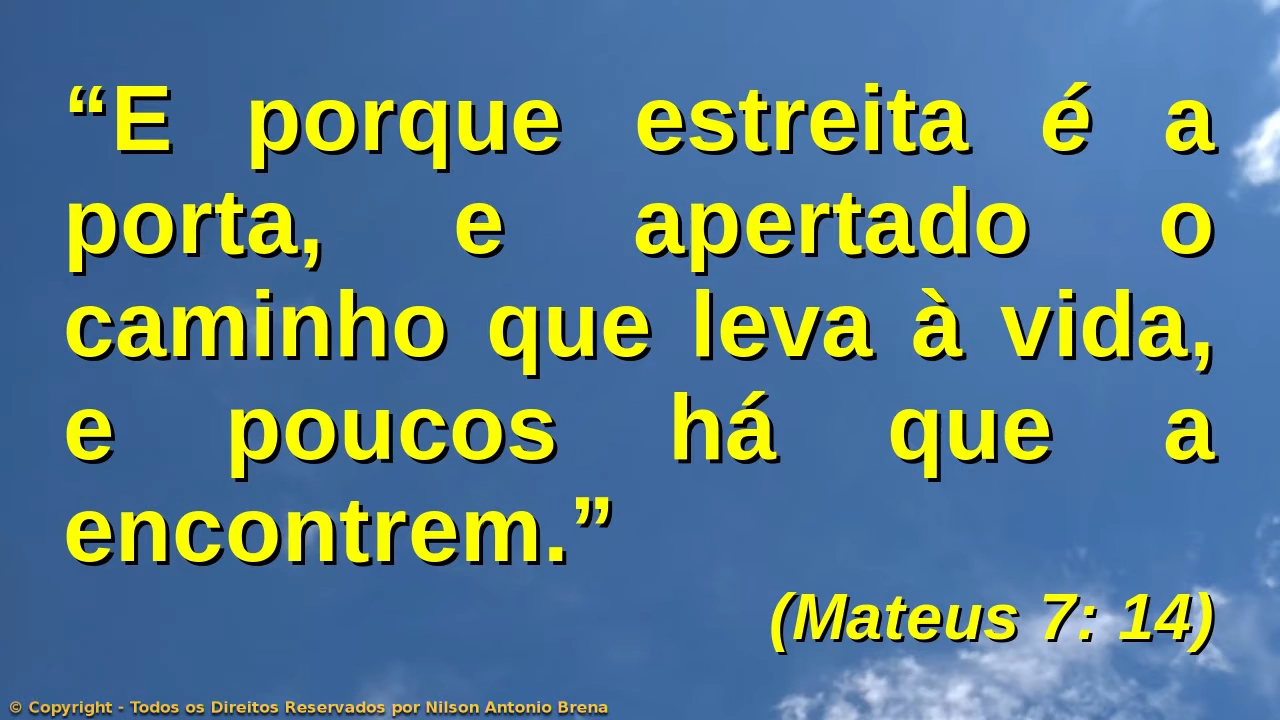 “E porque estreita é a
porta, e apertado o
caminho que leva à vida,
e poucos há que a
encontrem.”
(Mateus 7: 14)
© Copyright - Todos os Direitos Reservados por Nilson Antonio Brena